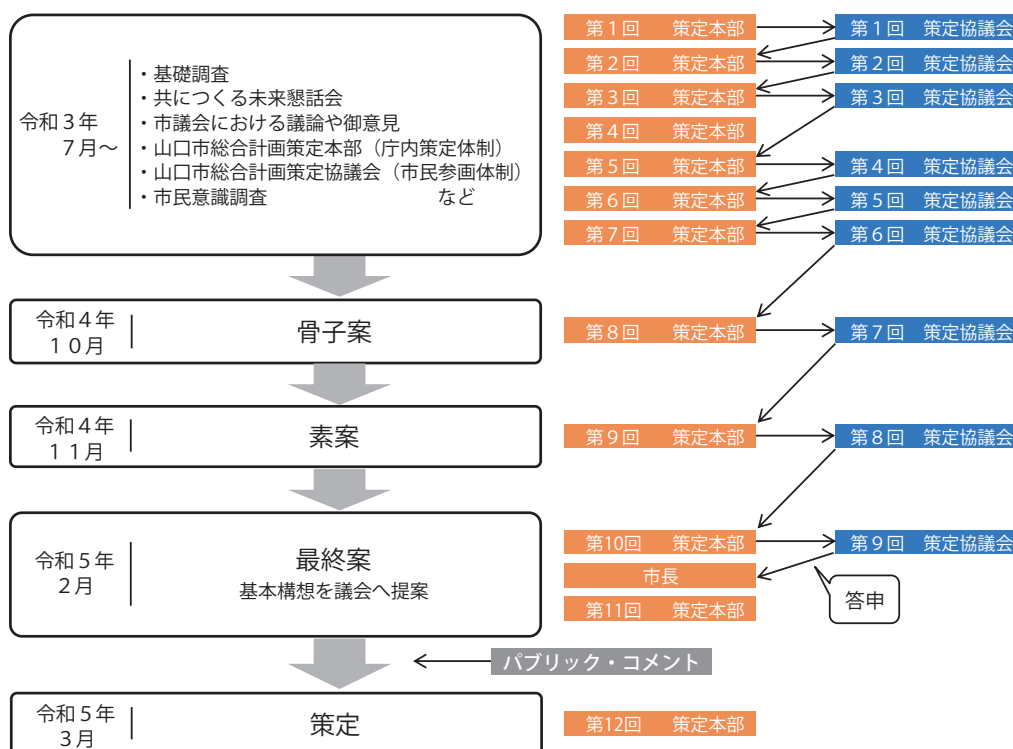 令和３年
７月～
・基礎調査
・共につくる未来懇話会
・市議会における議論や御意見
・山口市総合計画策定本部（庁内策定体制）
・山口市総合計画策定協議会（市民参画体制）
・市民意識調査　など
令和４年
１０月
骨子案
令和４年
１１月
素案
令和５年
２月
最終案
基本構想を議会へ提案
パブリック・コメント
令和５年
３月
策定
第１回　策定本部
第１回　策定協議会
第２回　策定本部
第２回　策定協議会
第３回　策定本部
第３回　策定協議会
第４回　策定本部
第５回　策定本部
第４回　策定協議会
第６回　策定本部
第５回　策定協議会
第７回　策定本部
第６回　策定協議会
第８回　策定本部
第７回　策定協議会
第９回　策定本部
第８回　策定協議会
第10回　策定本部
第９回　策定協議会
市長
答申
第11回　策定本部
第12回　策定本部